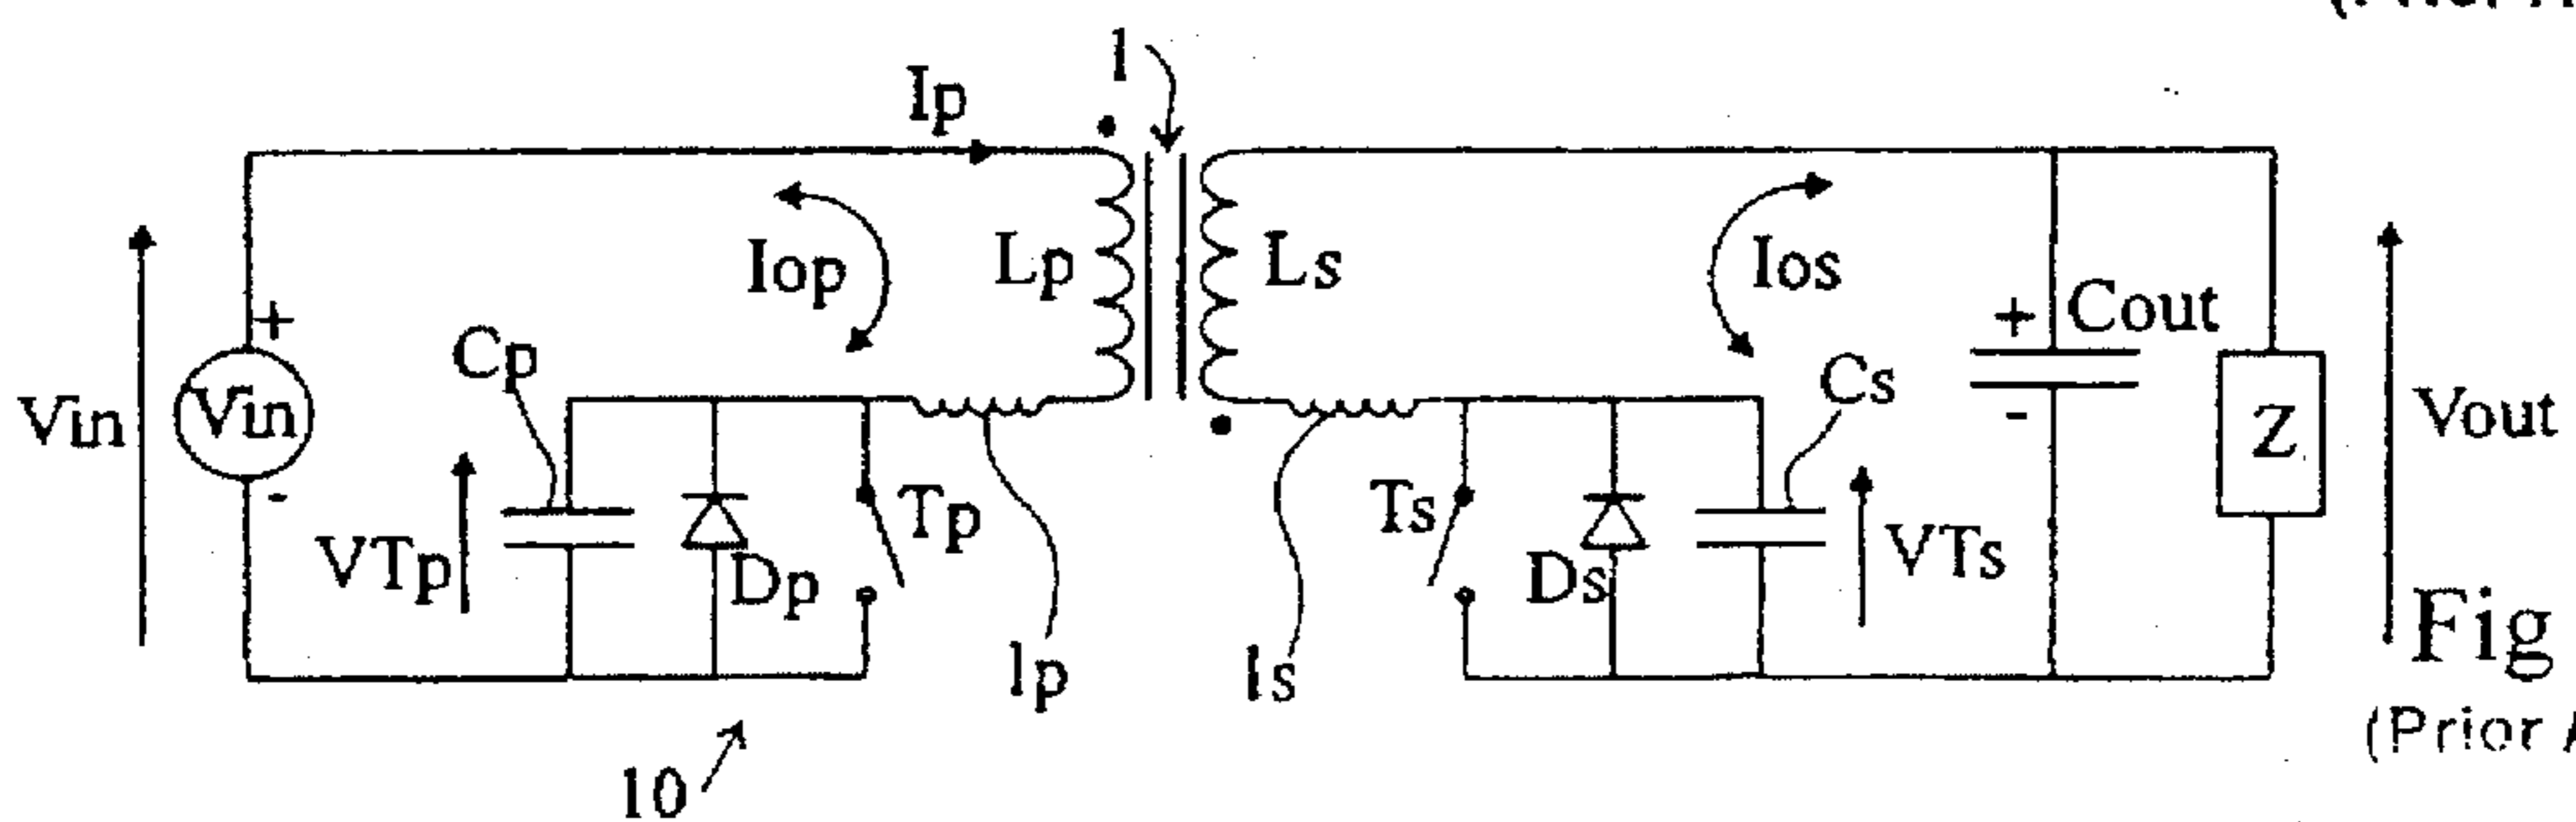 1
Ip
Iop
Lp
Ls
Ios
+
Cp
+
Cout
Cs
Vin
Vin
-
-
Z
Vout
VTp
Dp
Tp
Ts
Ds
VTs
lp
ls
Fig
(Prior
10